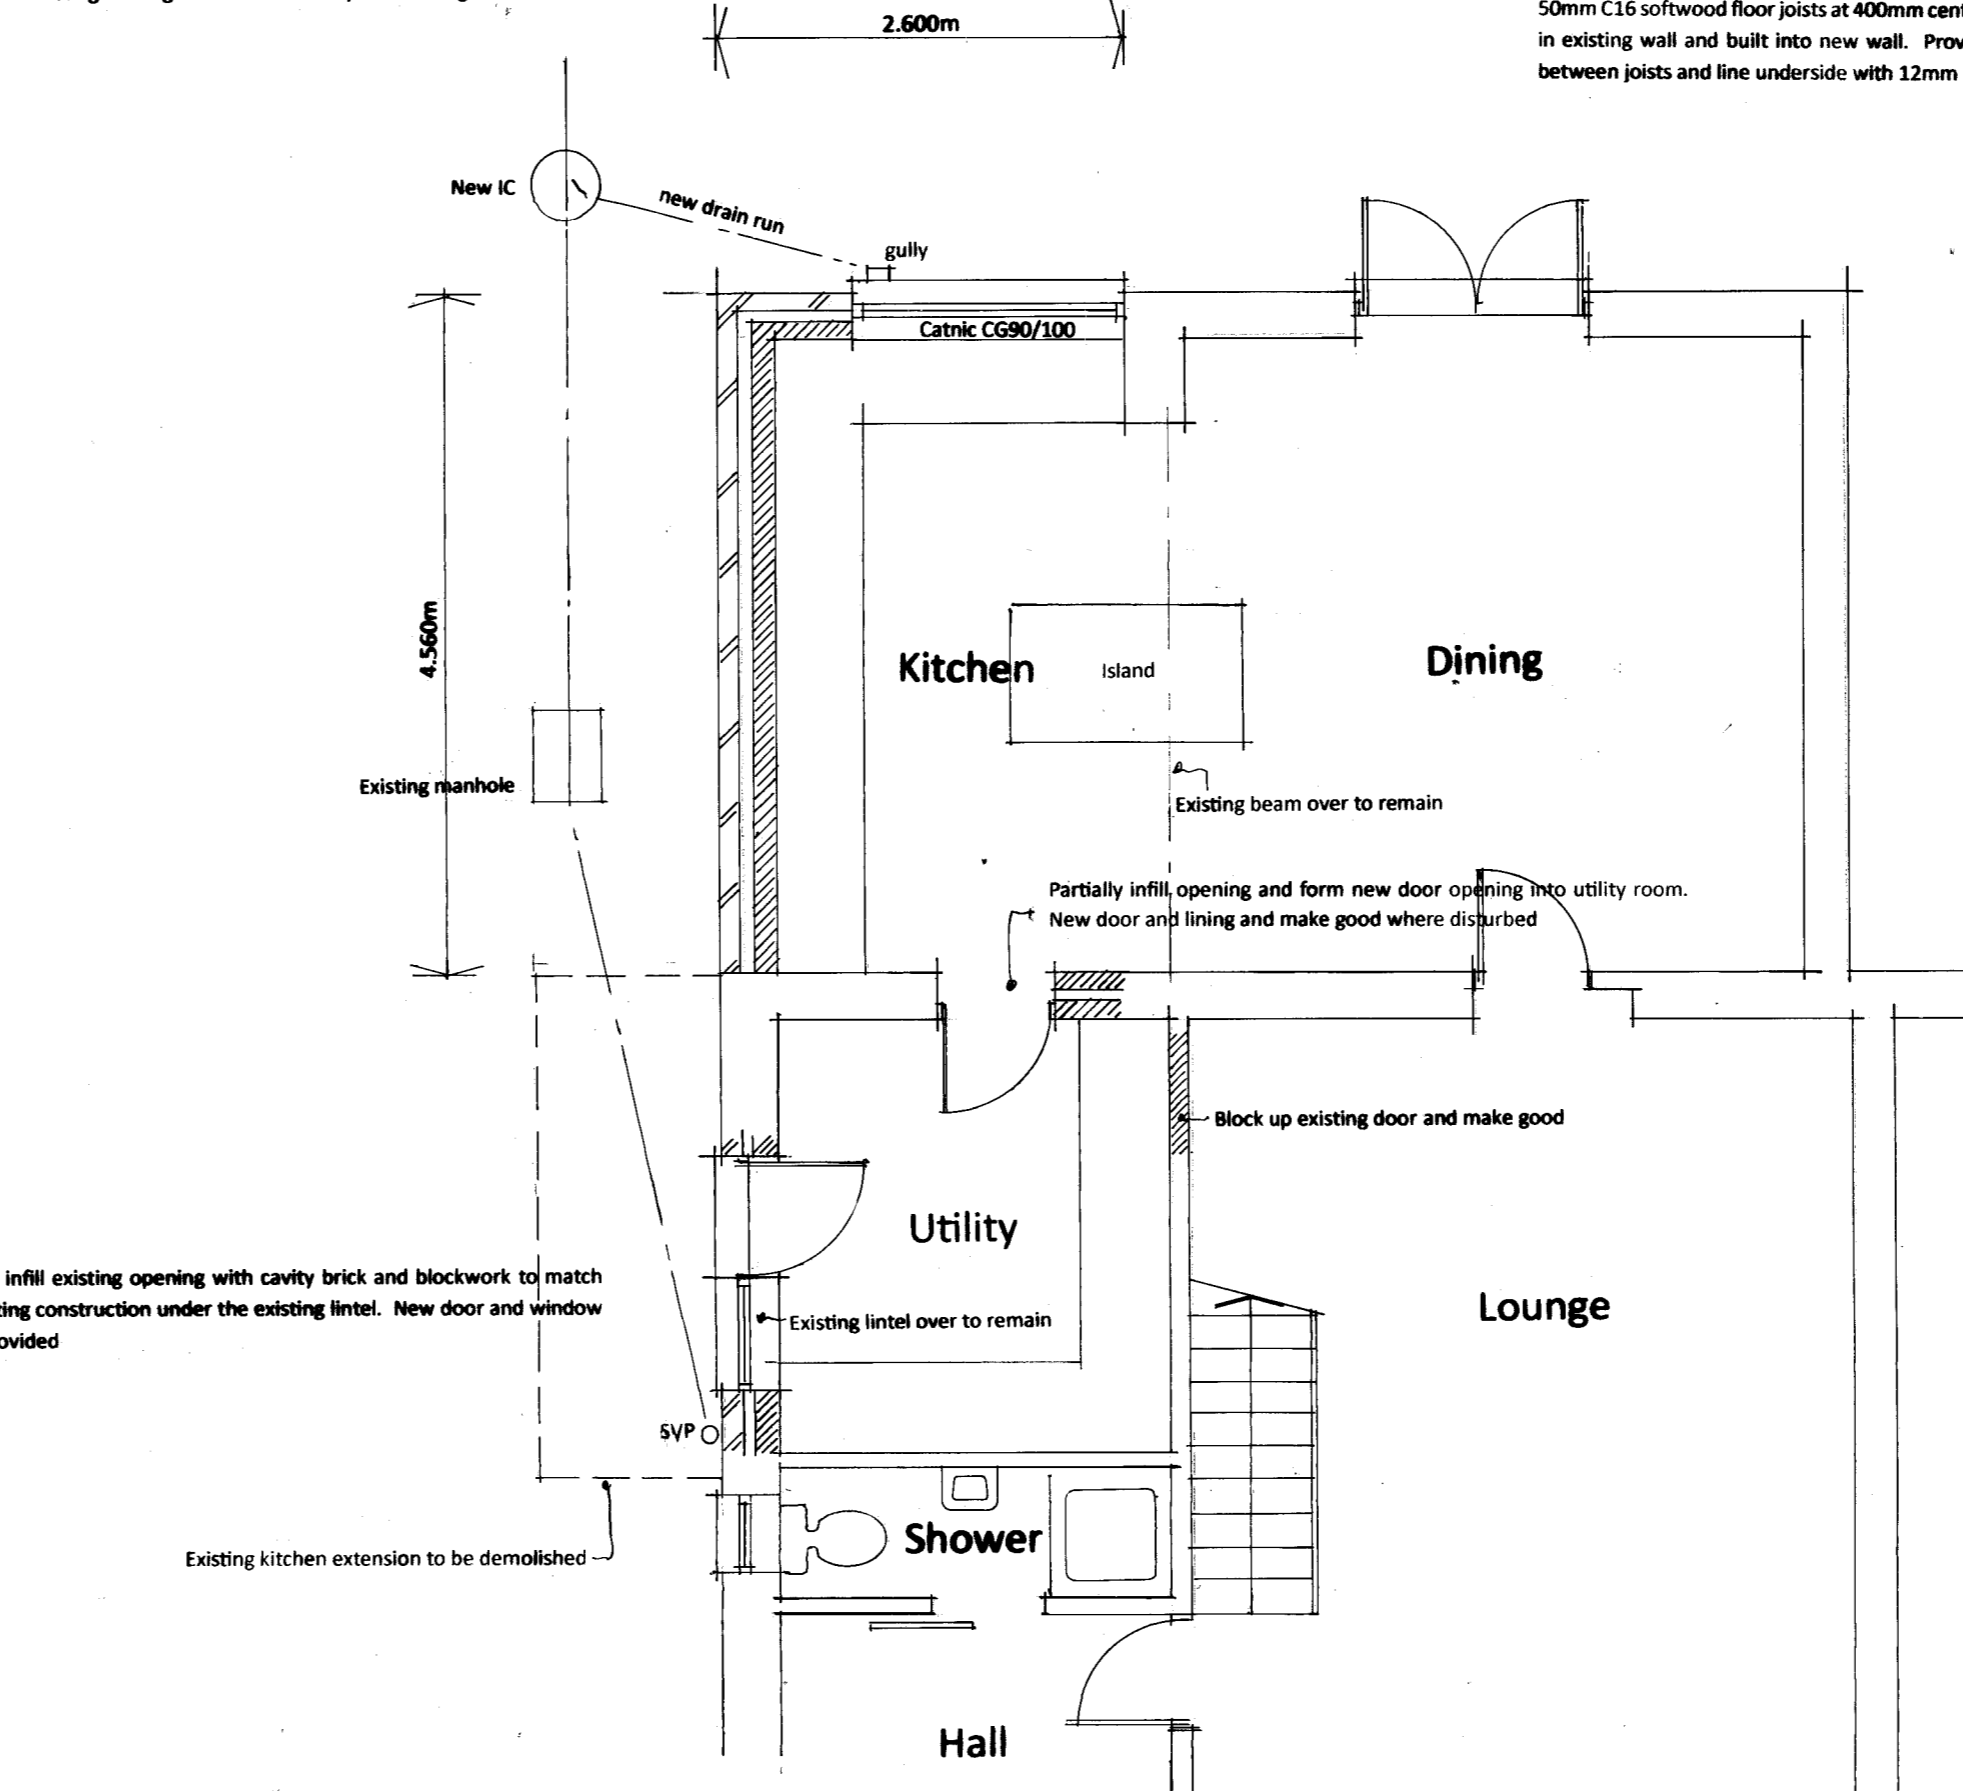 2.600m
50mm C16 softwood floor joists at 400mm
in existing wall and built into new wall.
between joists and line underside with 12mm
New IC
new drain run
gully
Catnic CG90/100
4.560m
Kitchen
Island
Dining
Existing manhole
Existing beam over to remain
Partially infill opening and form new door opening into utility room.
New door and lining and make good where disturbed
Block up existing door and make good
Utility
infill existing opening with cavity brick and blockwork to match
construction under the existing lintel. New door and window
Existing lintel over to remain
Lounge
SVP
Shower
Existing kitchen extension to be demolished
Hall